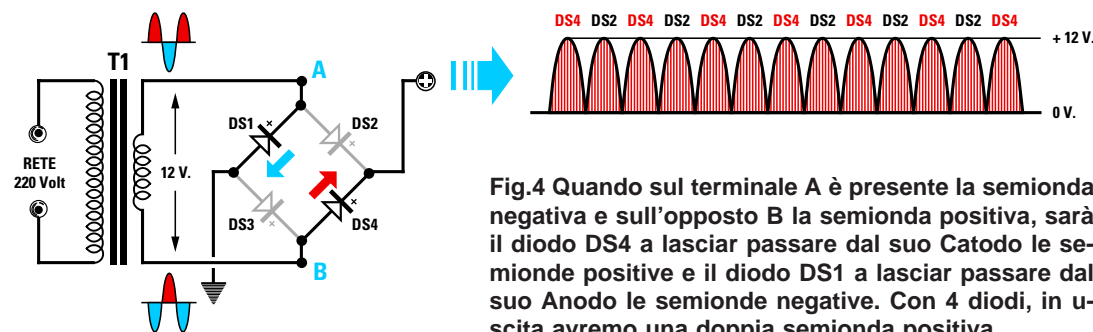 DS4 DS2 DS4 DS2 DS4 DS2 DS4 DS2 DS4 DS2 DS4 DS2 DS4
+ 12 V.
0 V.
T1
A
DS1
DS2
RETE
220 Volt
12 V.
DS3
DS4
B
Fig.4 Quando sul terminale A è presente la semionda
negativa e sull'opposto B la semionda positiva, sarà
il diodo DS4 a lasciar passare dal suo Catodo le se-
mionde positive e il diodo DS1 a lasciar passare dal
suo Anodo le semionde negative. Con 4 diodi, in u-
scita avremo una doppia semionda positiva.